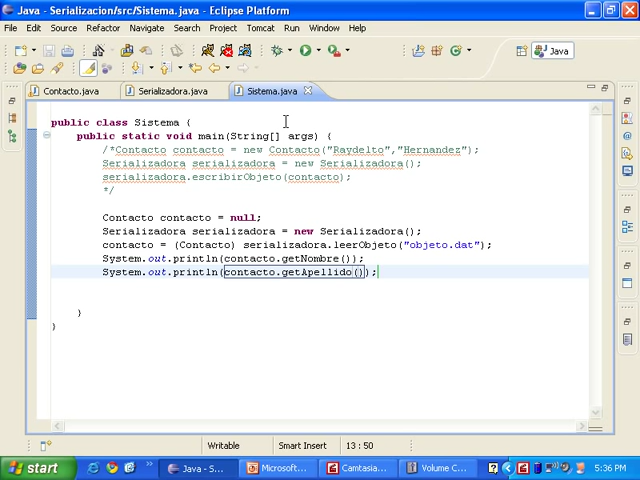 Java - Serializacion/src/Sistema.java - Eclipse Platform
File Edit Source Refactor Navigate Search Project Tomcat Run Window Help
Java
Contacto.java Serializadora.java Sistema.java
public class Sistema {
public static void main(String[] args) {
/*Contacto contacto = new Contacto("Raydelto","Hernandez");
Serializadora serializadora = new Serializadora();
serializadora.escribirObjeto(contacto);
*/
Contacto contacto = null;
Serializadora serializadora = new Serializadora();
contacto = (Contacto) serializadora.leerObjeto("objeto.dat");
System.out.println(contacto.getNombre());
System.out.println(contacto.getApellido());
}
}
Writable Smart Insert 13 : 50
start Java - S... Microsoft... Camtasia... Volume C... 5:36 PM